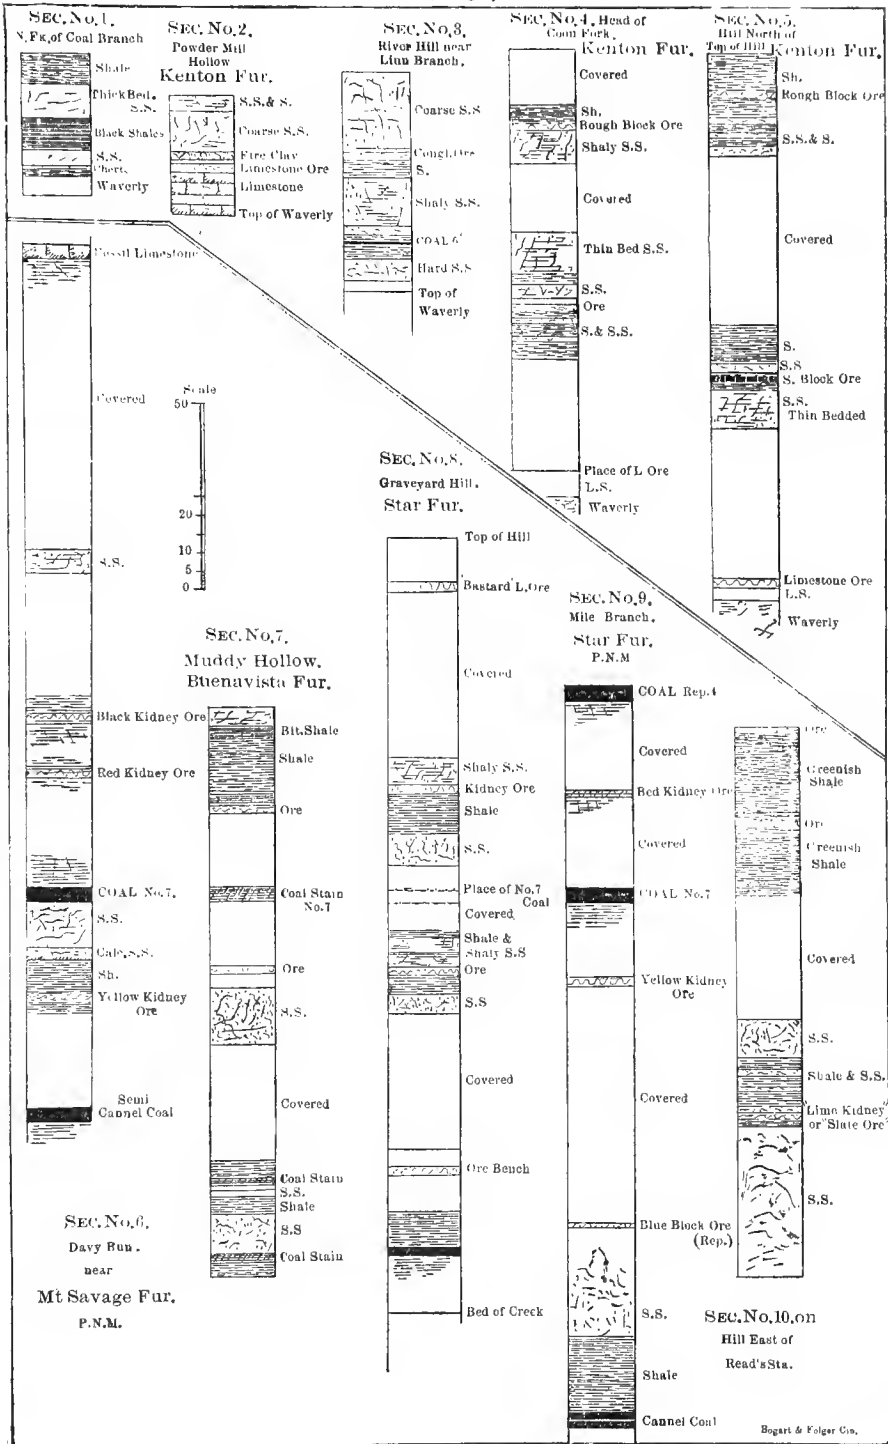 SEC. No. 1.
N. Fk. of Coal Branch
Shale
Thick Bed.
S.S.
Black Shales
S.S.
Chert
Waverly
SEC. No. 2.
Powder Mill
Hollow
Kenton Fur.
S.S. & S.
Coarse S.S.
Fire Clay
Limestone Ore
Limestone
Top of Waverly
SEC. No. 3.
River Hill near
Linn Branch.
Coarse S.S
Congl. Ore
S.
Shaly S.S.
COAL 6"
Hard S.S
Top of
Waverly
SEC. No. 4. Head of
Coon Fork.
Kenton Fur.
Covered
Sh.
Rough Block Ore
Shaly S.S.
Covered
Thin Bed S.S.
S.S.
Ore
S. & S.S.
Place of L Ore
L.S.
Waverly
SEC. No. 5.
Hill North of
Top of Hill Kenton Fur.
Sh.
Rough Block Ore
S.S. & S.
Covered
S.
S.S
S. Block Ore
S.S.
Thin Bedded
Limestone Ore
L.S.
Waverly
Fossil Limestone
Covered
S.S.
Black Kidney Ore
Red Kidney Ore
COAL No. 7.
S.S.
Calc. S.S.
Sh.
Yellow Kidney
Ore
Semi
Cannel Coal
SEC. No. 6.
Davy Run.
near
Mt Savage Fur.
P.N.M.
Scale
50
20
10
5
0
SEC. No. 7.
Muddy Hollow.
Buenavista Fur.
Bit. Shale
Shale
Ore
Coal Stain
No. 7
Ore
S.S.
Covered
Coal Stain
S.S.
Shale
S.S
Coal Stain
SEC. No. 8.
Graveyard Hill.
Star Fur.
Top of Hill
"Bastard" L. Ore
Covered
Shaly S.S.
Kidney Ore
Shale
S.S.
Place of No. 7
Coal
Covered
Shale &
Shaly S.S
Ore
S.S
Covered
Ore Bench
Bed of Creek
SEC. No. 9.
Mile Branch.
Star Fur.
P.N.M
COAL Rep. 4
Covered
Red Kidney Ore
Covered
COAL No. 7
Yellow Kidney
Ore
Covered
Blue Block Ore
(Rep.)
S.S.
Shale
Cannel Coal
Ore
Greenish
Shale
Ore
Greenish
Shale
Covered
S.S.
Shale & S.S.
"Lime Kidney"
or "Slate Ore"
S.S.
SEC. No. 10, on
Hill East of
Read's Sta.
Bogart & Folger Cin.